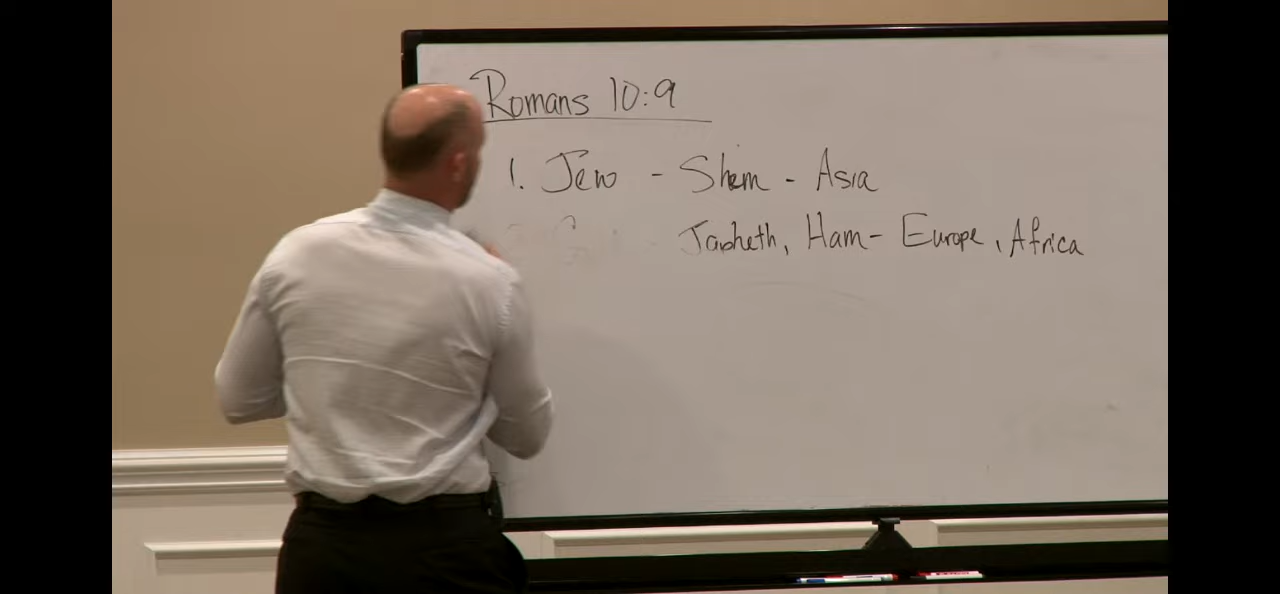 Romans 10:9
1. Jew - Shem - Asia
Japheth, Ham - Europe, Africa